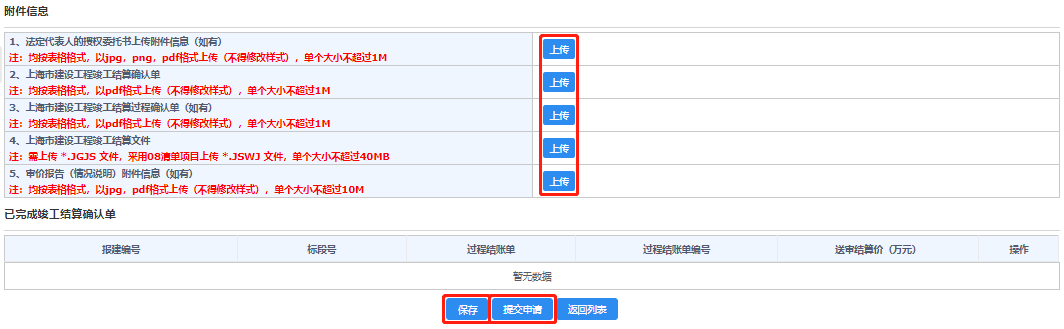 附件信息
1、法定代表人的授权委托书上传附件信息（如有）
注：均按表格格式，以jpg，png，pdf格式上传（不得修改样式），单个大小不超过1M
上传
2、上海市建设工程竣工结算确认单
注：均按表格格式，以pdf格式上传（不得修改样式），单个大小不超过1M
上传
3、上海市建设工程竣工结算过程确认单（如有）
注：均按表格格式，以pdf格式上传（不得修改样式），单个大小不超过1M
上传
4、上海市建设工程竣工结算文件
注：需上传 *.JGJS 文件，采用08清单项目上传 *.JSWJ 文件，单个大小不超过40MB
上传
5、审价报告（情况说明）附件信息（如有）
注：均按表格格式，以jpg，pdf格式上传（不得修改样式），单个大小不超过10M
上传
已完成竣工结算确认单
报建编号 标段号 过程结账单 过程结账单编号 送审结算价（万元） 操作
暂无数据
保存 提交申请 返回列表